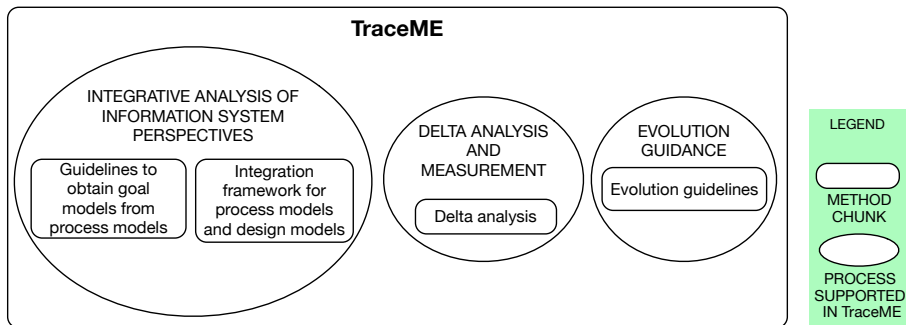 TraceME
INTEGRATIVE ANALYSIS OF
INFORMATION SYSTEM
PERSPECTIVES
Guidelines to
obtain goal
models from
process models
Integration
framework for
process models
and design models
DELTA ANALYSIS
AND
MEASUREMENT
Delta analysis
EVOLUTION
GUIDANCE
Evolution guidelines
LEGEND
METHOD
CHUNK
PROCESS
SUPPORTED
IN TraceME